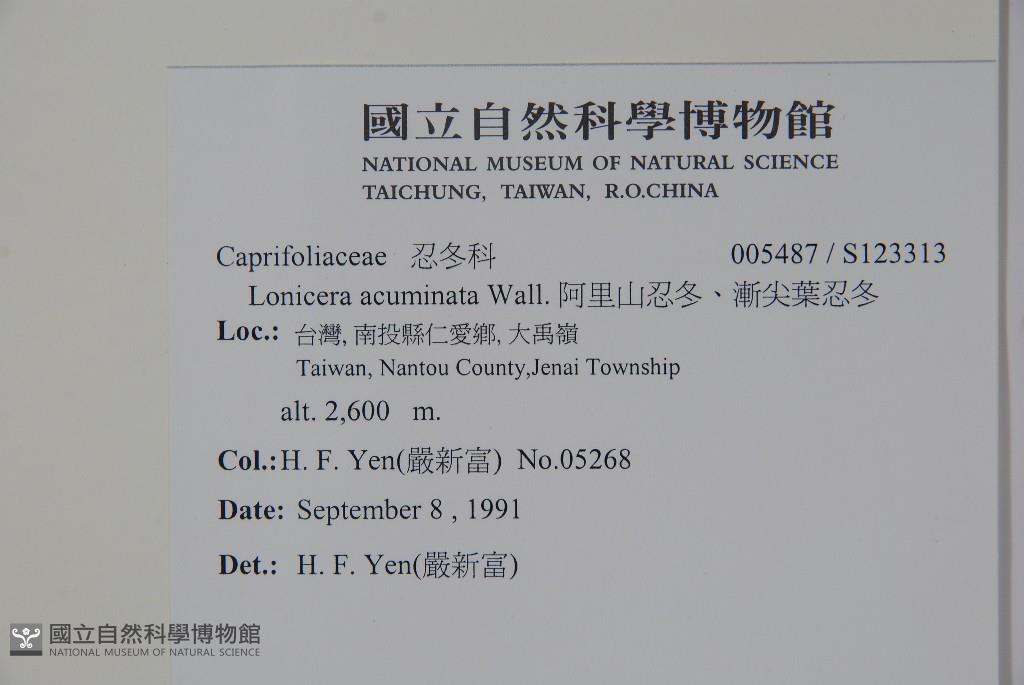 國立自然科學博物館
NATIONAL MUSEUM OF NATURAL SCIENCE
TAICHUNG, TAIWAN, R.O.CHINA
Caprifoliaceae 忍冬科 005487 / S123313
Lonicera acuminata Wall. 阿里山忍冬、漸尖葉忍冬
Loc.: 台灣, 南投縣仁愛鄉, 大禹嶺
Taiwan, Nantou County,Jenai Township
alt. 2,600 m.
Col.: H. F. Yen(嚴新富) No.05268
Date: September 8 , 1991
Det.: H. F. Yen(嚴新富)
國立自然科學博物館
NATIONAL MUSEUM OF NATURAL SCIENCE